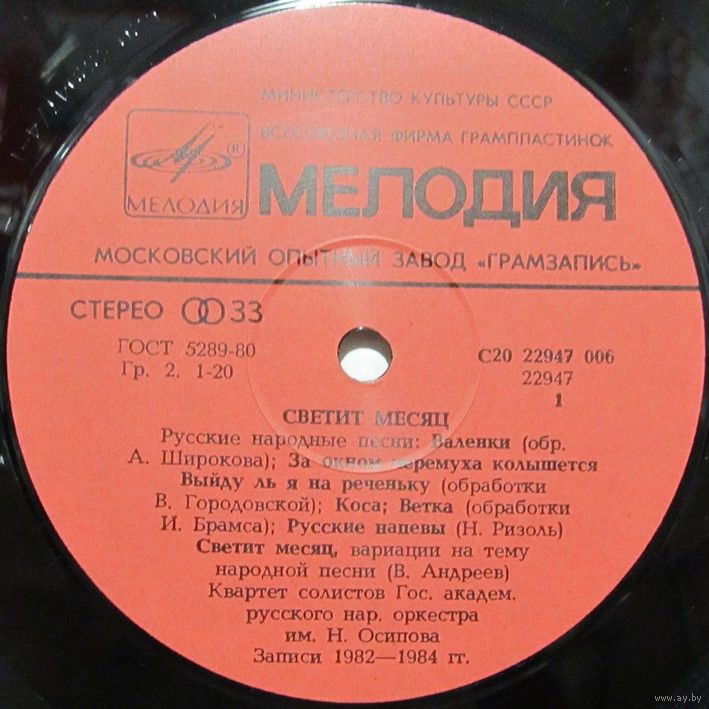 МИНИСТЕРСТВО КУЛЬТУРЫ СССР
ВСЕСОЮЗНАЯ ФИРМА ГРАМПЛАСТИНОК
МЕЛОДИЯ ®
МЕЛОДИЯ
МОСКОВСКИЙ ОПЫТНЫЙ ЗАВОД «ГРАМЗАПИСЬ»
СТЕРЕО 33
ГОСТ 5289-80
Гр. 2. 1-20
С20 22947 006
22947
1
СВЕТИТ МЕСЯЦ
Русские народные песни: Валенки (обр.
А. Широкова); За окном черемуха колышется
Выйду ль я на реченьку (обработки
В. Городовской); Коса; Ветка (обработки
И. Брамса); Русские напевы (Н. Ризоль)
Светит месяц, вариации на тему
народной песни (В. Андреев)
Квартет солистов Гос. академ.
русского нар. оркестра
им. Н. Осипова
Записи 1982—1984 гг.
www.ay.by